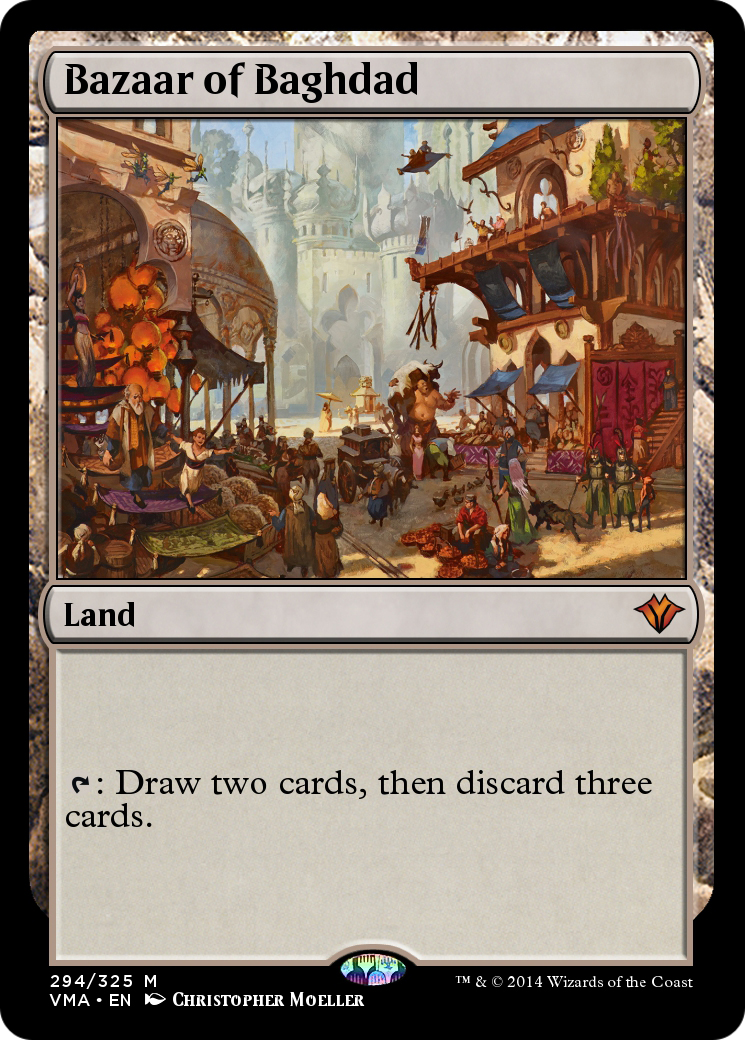 Bazaar of Baghdad
Land
: Draw two cards, then discard three
cards.
294/325 M
VMA • EN Christopher Moeller
™ & © 2014 Wizards of the Coast